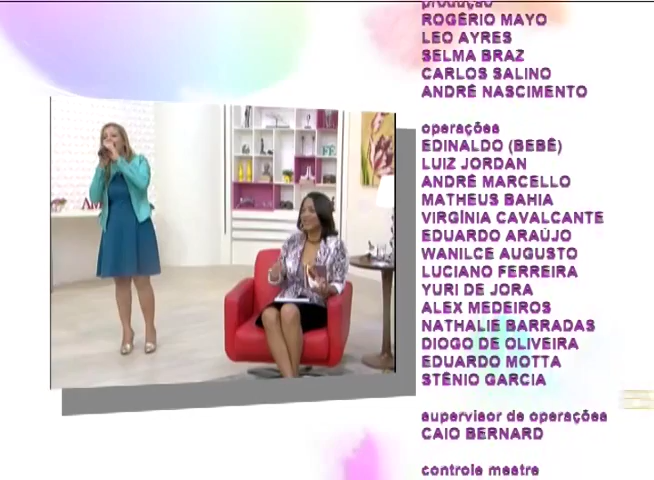 produção
ROGÉRIO MAYO
LEO AYRES
SELMA BRAZ
CARLOS SALINO
ANDRÉ NASCIMENTO
operações
EDINALDO (BEBÊ)
LUIZ JORDAN
ANDRÉ MARCELLO
MATHEUS BAHIA
VIRGÍNIA CAVALCANTE
EDUARDO ARAÚJO
WANILCE AUGUSTO
LUCIANO FERREIRA
YURI DE JORA
ALEX MEDEIROS
NATHALIE BARRADAS
DIOGO DE OLIVEIRA
EDUARDO MOTTA
STÊNIO GARCIA
supervisor de operações
CAIO BERNARD
controle mestre
FÉ